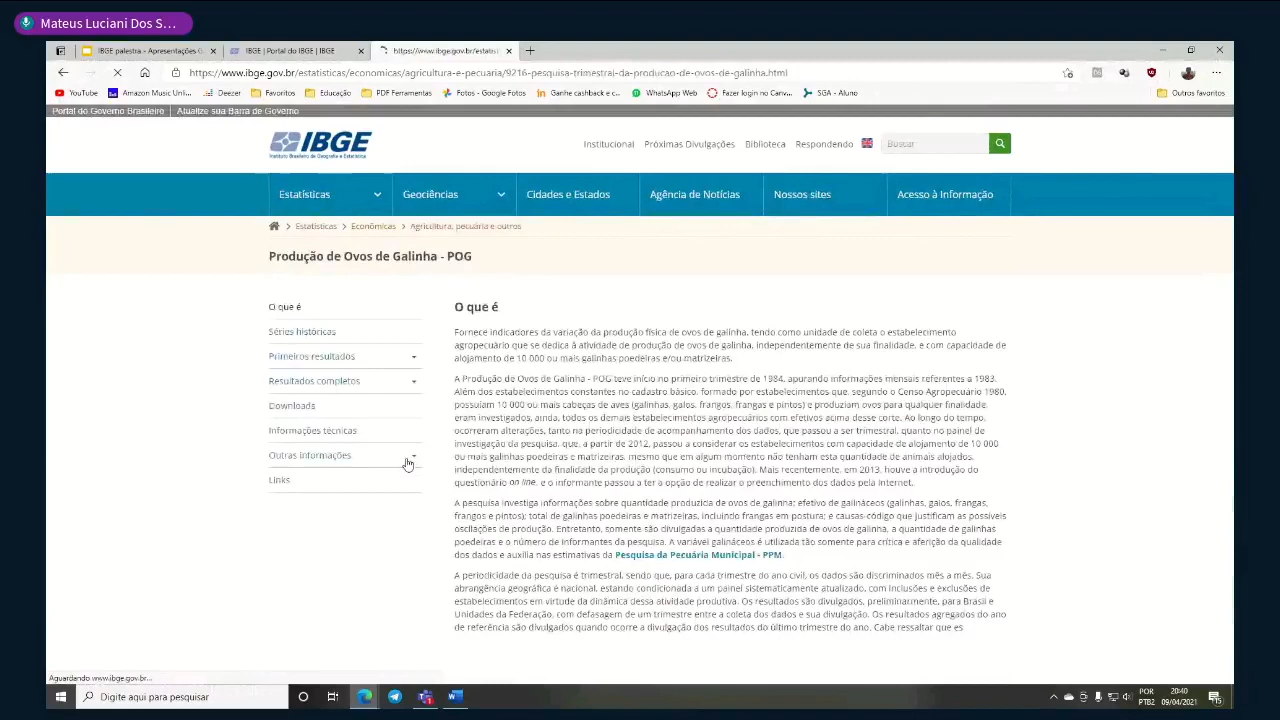 Mateus Luciani Dos S...
IBGE palestra - Apresentações G
IBGE | Portal do IBGE | IBGE
https://www.ibge.gov.br/estatis
https://www.ibge.gov.br/estatisticas/economicas/agricultura-e-pecuaria/9216-pesquisa-trimestral-da-producao-de-ovos-de-galinha.html
YouTube Amazon Music Uni... Deezer Favoritos Educação PDF Ferramentas Fotos - Google Fotos Ganhe cashback e c... WhatsApp Web Fazer login no Canv... SGA - Aluno Outros favoritos
Portal do Governo Brasileiro Atualize sua Barra de Governo
IBGE
Instituto Brasileiro de Geografia e Estatística
Institucional Próximas Divulgações Biblioteca Respondendo Buscar
Estatísticas Geociências Cidades e Estados Agência de Notícias Nossos sites Acesso à Informação
Estatísticas > Econômicas > Agricultura, pecuária e outros
Produção de Ovos de Galinha - POG
O que é
Séries históricas
Primeiros resultados
Resultados completos
Downloads
Informações técnicas
Outras informações
Links
O que é
Fornece indicadores da variação da produção física de ovos de galinha, tendo como unidade de coleta o estabelecimento
agropecuário que se dedica à atividade de produção de ovos de galinha, independentemente de sua finalidade, e com capacidade de
alojamento de 10 000 ou mais galinhas poedeiras e/ou matrizeiras.
A Produção de Ovos de Galinha - POG teve início no primeiro trimestre de 1984, apurando informações mensais referentes a 1983.
Além dos estabelecimentos constantes no cadastro básico, formado por estabelecimentos que, segundo o Censo Agropecuário 1980,
possuíam 10 000 ou mais cabeças de aves (galinhas, galos, frangos, frangas e pintos) e produziam ovos para qualquer finalidade,
eram investigados, ainda, todos os demais estabelecimentos agropecuários com efetivos acima desse corte. Ao longo do tempo,
ocorreram alterações, tanto na periodicidade de acompanhamento dos dados, que passou a ser trimestral, quanto no painel de
investigação da pesquisa, que, a partir de 2012, passou a considerar os estabelecimentos com capacidade de alojamento de 10 000
ou mais galinhas poedeiras e matrizeiras, mesmo que em algum momento não tenham esta quantidade de animais alojados,
independentemente da finalidade da produção (consumo ou incubação). Mais recentemente, em 2013, houve a introdução do
questionário on line, e o informante passou a ter a opção de realizar o preenchimento dos dados pela Internet.
A pesquisa investiga informações sobre quantidade produzida de ovos de galinha; efetivo de galináceos (galinhas, galos, frangas,
frangos e pintos); total de galinhas poedeiras e matrizeiras, incluindo frangas em postura; e causas-código que justificam as possíveis
oscilações de produção. Entretanto, somente são divulgadas a quantidade produzida de ovos de galinha, a quantidade de galinhas
poedeiras e o número de informantes da pesquisa. A variável galináceos é utilizada tão somente para crítica e aferição da qualidade
dos dados e auxilia nas estimativas da Pesquisa da Pecuária Municipal - PPM.
A periodicidade da pesquisa é trimestral, sendo que, para cada trimestre do ano civil, os dados são discriminados mês a mês. Sua
abrangência geográfica é nacional, estando condicionada a um painel sistematicamente atualizado, com inclusões e exclusões de
estabelecimentos em virtude da dinâmica dessa atividade produtiva. Os resultados são divulgados, preliminarmente, para Brasil e
Unidades da Federação, com defasagem de um trimestre entre a coleta dos dados e sua divulgação. Os resultados agregados do ano
de referência são divulgados quando ocorre a divulgação dos resultados do último trimestre do ano. Cabe ressaltar que es
Aguardando www.ibge.gov.br...
Digite aqui para pesquisar
POR
PTB2
20:40
09/04/2021
15